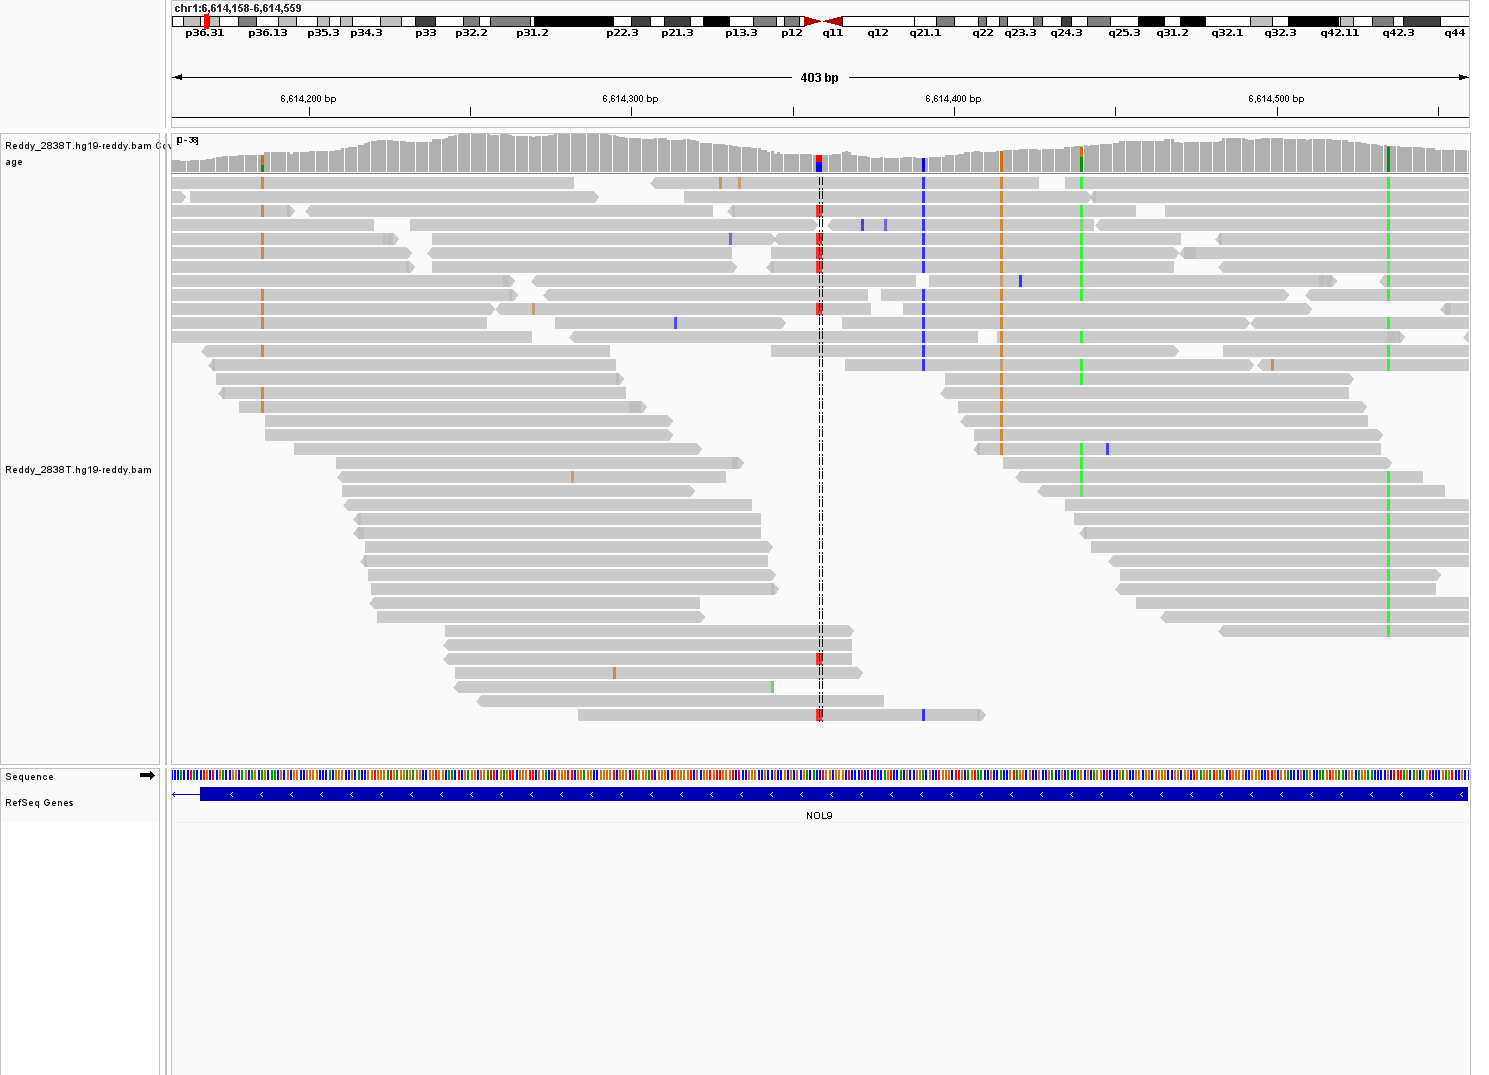 chr1:6,614,158-6,614,559
p36.31 p36.13 p35.3 p34.3 p33 p32.2 p31.2 p22.3 p21.3 p13.3 p12 q11 q12 q21.1 q22 q23.3 q24.3 q25.3 q31.2 q32.1 q32.3 q42.11 q42.3 q44
403 bp
6,614,200 bp 6,614,300 bp 6,614,400 bp 6,614,500 bp
[0-38]
Reddy_2838T.hg19-reddy.bam Cov
age
Reddy_2838T.hg19-reddy.bam
Sequence
RefSeq Genes
NOL9